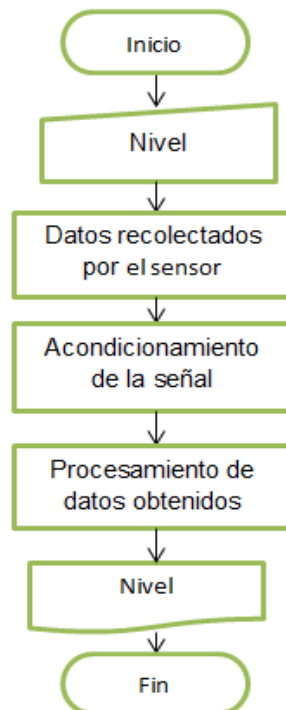 Inicio
Nivel
Datos recolectados
por el sensor
Acondicionamiento
de la señal
Procesamiento de
datos obtenidos
Nivel
Fin